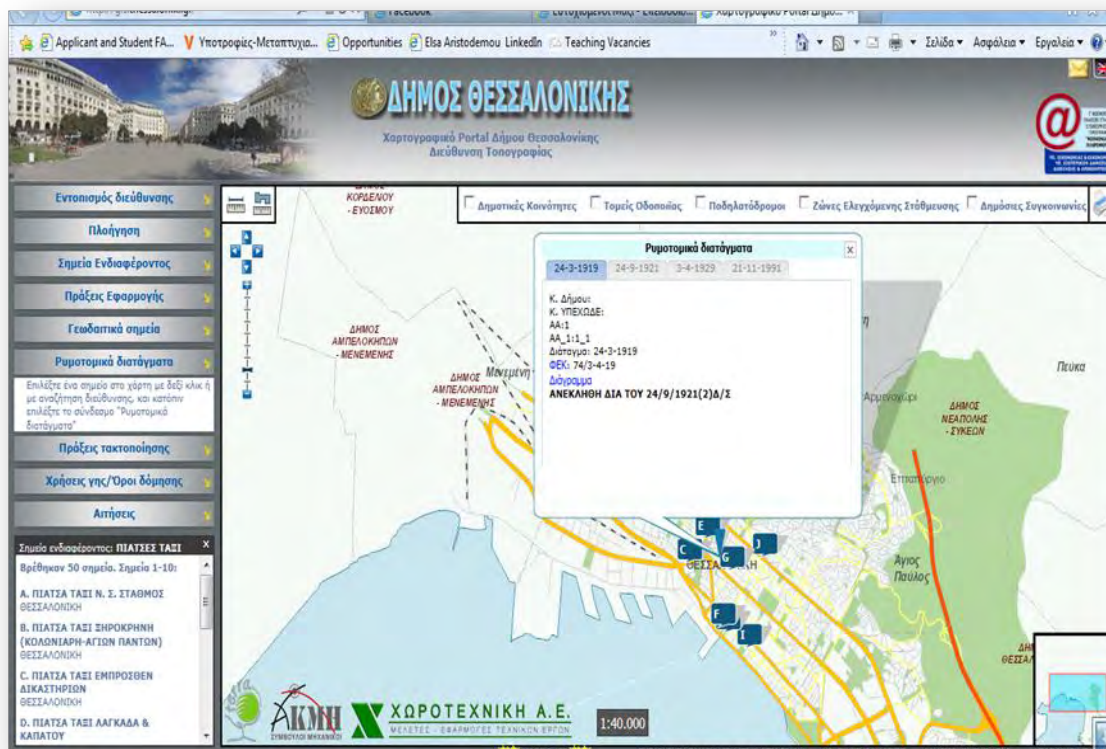 Facebook
Χαρτογραφικό Portal Δήμο...
Applicant and Student FA...
Υποτροφίες-Μεταπτυχια...
Opportunities
Elsa Aristodemou LinkedIn
Teaching Vacancies
Σελίδα
Ασφάλεια
Εργαλεία
ΔΗΜΟΣ ΘΕΣΣΑΛΟΝΙΚΗΣ
Χαρτογραφικό Portal Δήμου Θεσσαλονίκης
Διεύθυνση Τοπογραφίας
Εντοπισμός διεύθυνσης
Πλοήγηση
Σημεία Ενδιαφέροντος
Πράξεις Εφαρμογής
Γεωδαιτικά σημεία
Ρυμοτομικά διατάγματα
Επιλέξτε ένα σημείο στο χάρτη με δεξί κλικ ή
με αναζήτηση διεύθυνσης, και κατόπιν
επιλέξτε το σύνδεσμο "Ρυμοτομικά
διατάγματα"
Πράξεις τακτοποίησης
Χρήσεις γης/Όροι δόμησης
Αιτήσεις
Σημεία ενδιαφέροντος: ΠΙΑΤΣΕΣ ΤΑΞΙ
X
Βρέθηκαν 50 σημεία. Σημεία 1-10:
A. ΠΙΑΤΣΑ ΤΑΞΙ Ν. Σ. ΣΤΑΘΜΟΣ
ΘΕΣΣΑΛΟΝΙΚΗ
B. ΠΙΑΤΣΑ ΤΑΞΙ ΞΗΡΟΚΡΗΝΗ
(ΚΟΛΩΝΙΑΡΗ-ΑΓΙΩΝ ΠΑΝΤΩΝ)
ΘΕΣΣΑΛΟΝΙΚΗ
C. ΠΙΑΤΣΑ ΤΑΞΙ ΕΜΠΡΟΣΘΕΝ
ΔΙΚΑΣΤΗΡΙΩΝ
ΘΕΣΣΑΛΟΝΙΚΗ
D. ΠΙΑΤΣΑ ΤΑΞΙ ΛΑΓΚΑΔΑ &
ΚΑΠΑΤΟΥ
Δημοτικές Κοινότητες
Τομείς Οδοποιίας
Ποδηλατόδρομοι
Ζώνες Ελεγχόμενης Στάθμευσης
Δημόσιες Συγκοινωνίες
ΚΟΡΔΕΛΙΟΥ
- ΕΥΟΣΜΟΥ
Ρυμοτομικά διατάγματα
x
24-3-1919
24-9-1921
3-4-1929
21-11-1991
Κ. Δήμου:
Κ. ΥΠΕΧΩΔΕ:
ΑΑ:1
ΑΑ_1:1_1
Διάταγμα: 24-3-1919
ΦΕΚ: 74/3-4-19
Διάγραμμα
ΑΝΕΚΛΗΘΗ ΔΙΑ ΤΟΥ 24/9/1921(2)Δ/Σ
ΔΗΜΟΣ
ΑΜΠΕΛΟΚΗΠΩΝ
- ΜΕΝΕΜΕΝΗΣ
Μενεμένη
ΔΗΜΟΣ
ΑΜΠΕΛΟΚΗΠΩΝ
- ΜΕΝΕΜΕΝΗΣ
Πεύκα
Αρμενοχώρι
ΔΗΜΟΣ
ΝΕΑΠΟΛΗΣ
- ΣΥΚΕΩΝ
Επταπύργιο
Άγιος
Παύλος
E
C
G
J
F
I
ΑΚΜΗ
ΣΥΜΒΟΥΛΟΙ ΜΗΧΑΝΙΚΟΙ
ΧΩΡΟΤΕΧΝΙΚΗ Α.Ε.
ΜΕΛΕΤΕΣ - ΕΦΑΡΜΟΓΕΣ ΤΕΧΝΙΚΩΝ ΕΡΓΩΝ
1:40.000